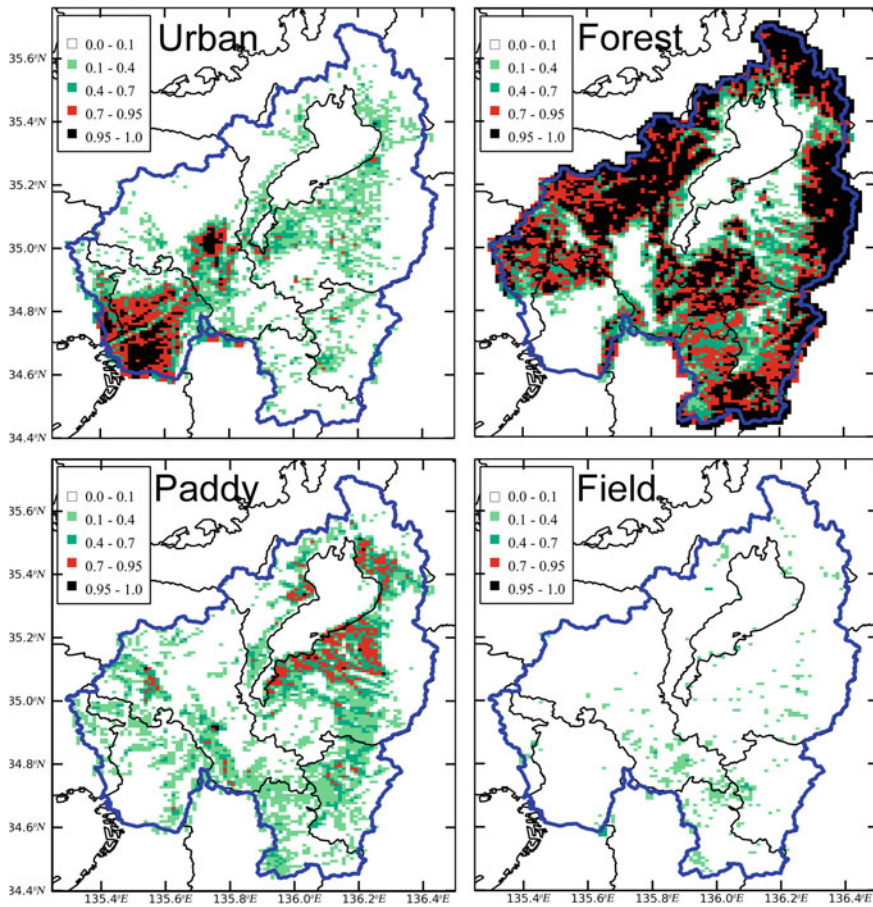 Urban
0.0 - 0.1
0.1 - 0.4
0.4 - 0.7
0.7 - 0.95
0.95 - 1.0
35.6°N
35.4°N
35.2°N
35.0°N
34.8°N
34.6°N
34.4°N
Forest
0.0 - 0.1
0.1 - 0.4
0.4 - 0.7
0.7 - 0.95
0.95 - 1.0
Paddy
0.0 - 0.1
0.1 - 0.4
0.4 - 0.7
0.7 - 0.95
0.95 - 1.0
35.6°N
35.4°N
35.2°N
35.0°N
34.8°N
34.6°N
34.4°N
135.4°E 135.6°E 135.8°E 136.0°E 136.2°E 136.4°E
Field
0.0 - 0.1
0.1 - 0.4
0.4 - 0.7
0.7 - 0.95
0.95 - 1.0
135.4°E 135.6°E 135.8°E 136.0°E 136.2°E 136.4°E